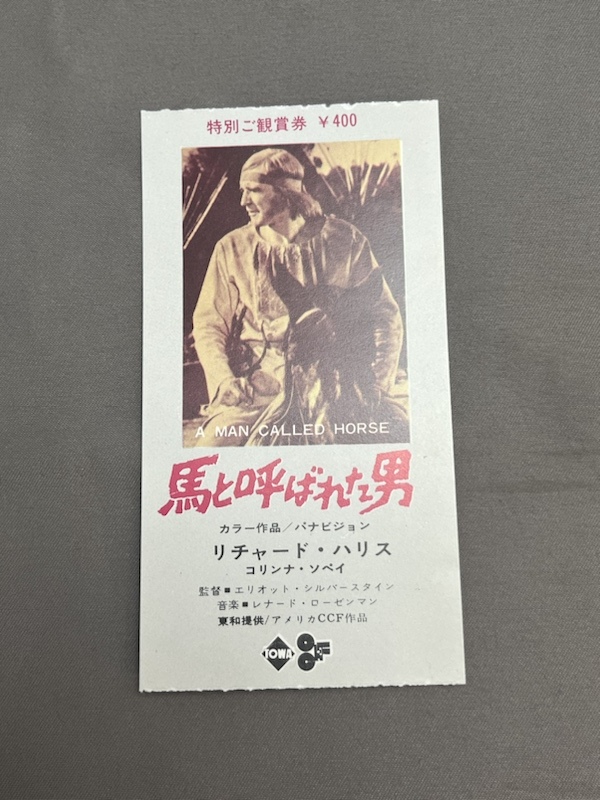 特別ご観賞券 ￥400
A MAN CALLED HORSE
馬と呼ばれた男
カラー作品／パナビジョン
リチャード・ハリス
コリンナ・ソペイ
監督■エリオット・シルバースタイン
音楽■レナード・ローゼンマン
東和提供/アメリカCCF作品
TOWA